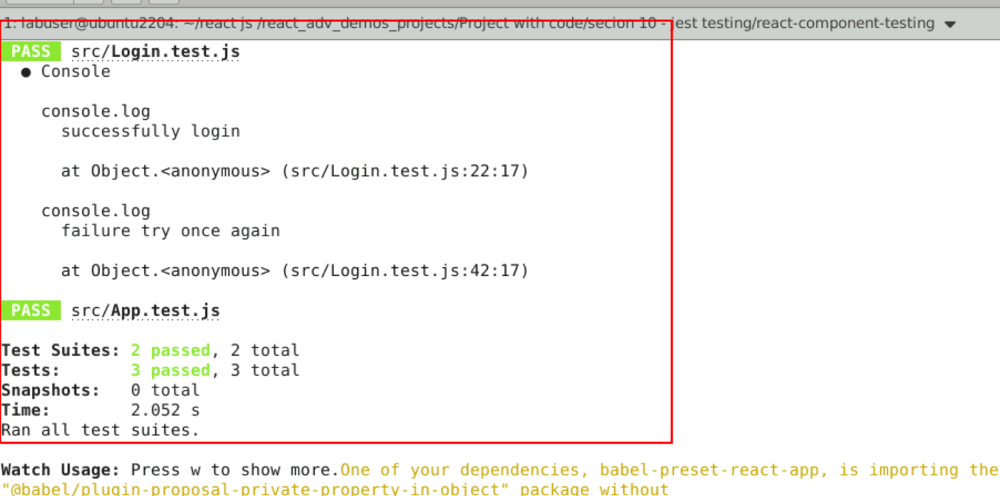 1: labuser@ubuntu2204: ~/react js /react_adv_demos_projects/Project with code/secion 10 - jest testing/react-component-testing
PASS src/Login.test.js
● Console
console.log
successfully login
at Object.<anonymous> (src/Login.test.js:22:17)
console.log
failure try once again
at Object.<anonymous> (src/Login.test.js:42:17)
PASS src/App.test.js
Test Suites: 2 passed, 2 total
Tests: 3 passed, 3 total
Snapshots: 0 total
Time: 2.052 s
Ran all test suites.
Watch Usage: Press w to show more.One of your dependencies, babel-preset-react-app, is importing the
"@babel/plugin-proposal-private-property-in-object" package without